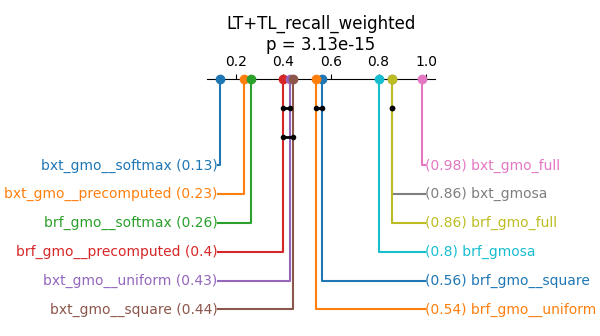 LT+TL_recall_weighted
p = 3.13e-15
0.2 0.4 0.6 0.8 1.0
bxt_gmo__softmax (0.13) (0.98) bxt_gmo_full
bxt_gmo__precomputed (0.23) (0.86) bxt_gmosa
brf_gmo__softmax (0.26) (0.86) brf_gmo_full
brf_gmo__precomputed (0.4) (0.8) brf_gmosa
bxt_gmo__uniform (0.43) (0.56) brf_gmo__square
bxt_gmo__square (0.44) (0.54) brf_gmo__uniform